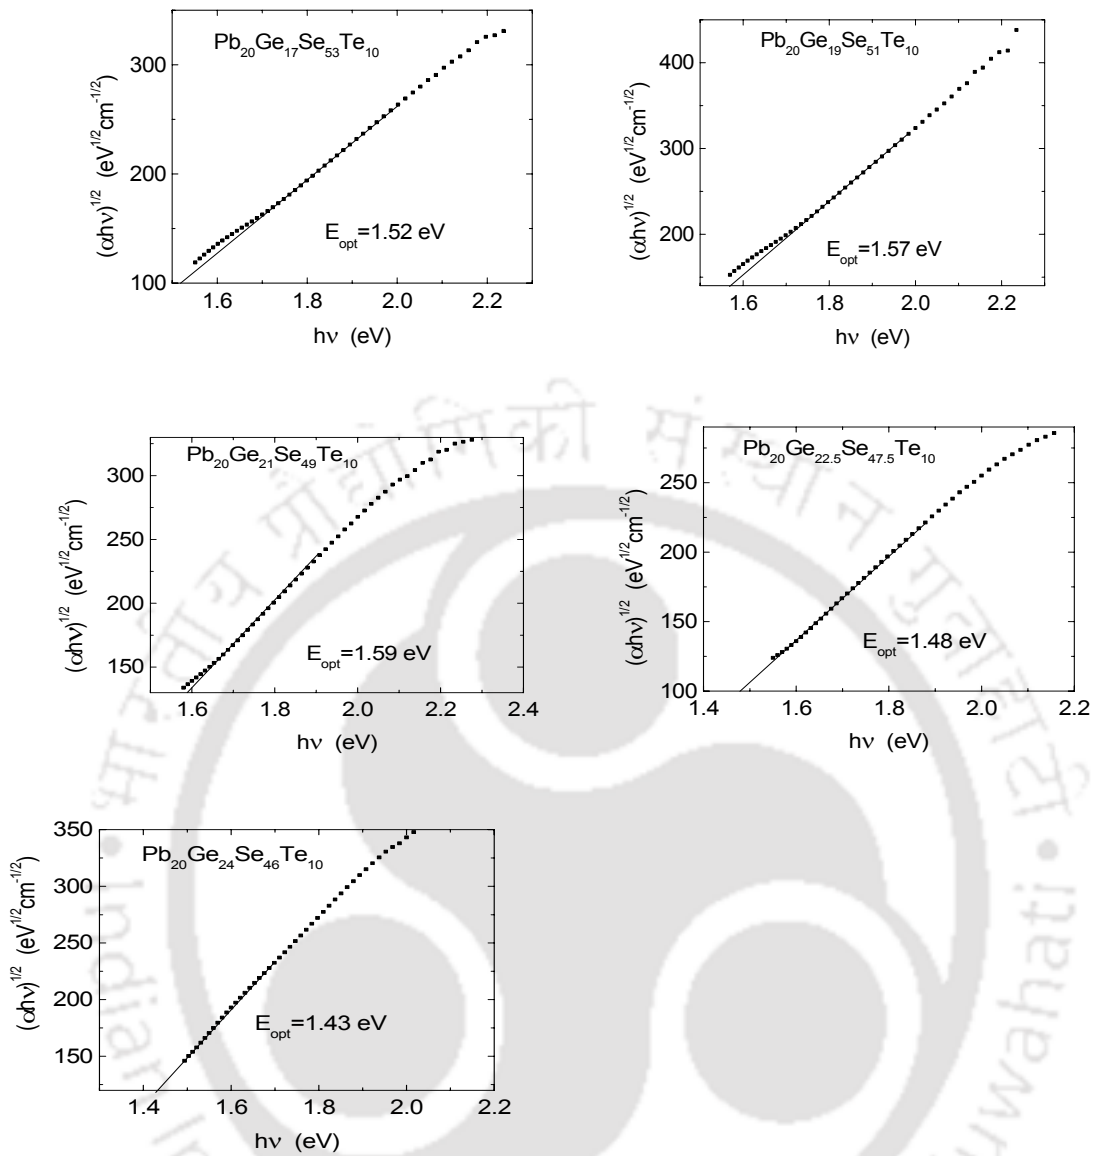 Pb20Ge17Se53Te10
300
200
100
(αhν)1/2 (eV1/2cm-1/2)
Eopt=1.52 eV
1.6 1.8 2.0 2.2
hν (eV)
Pb20Ge19Se51Te10
400
300
200
(αhν)1/2 (eV1/2cm-1/2)
Eopt=1.57 eV
1.6 1.8 2.0 2.2
hν (eV)
Pb20Ge21Se49Te10
300
250
200
150
(αhν)1/2 (eV1/2cm-1/2)
Eopt=1.59 eV
1.6 1.8 2.0 2.2 2.4
hν (eV)
Pb20Ge22.5Se47.5Te10
250
200
150
100
(αhν)1/2 (eV1/2cm-1/2)
Eopt=1.48 eV
1.4 1.6 1.8 2.0 2.2
hν (eV)
Pb20Ge24Se46Te10
350
300
250
200
150
(αhν)1/2 (eV1/2cm-1/2)
Eopt=1.43 eV
1.4 1.6 1.8 2.0 2.2
hν (eV)
Indian In
uwahati